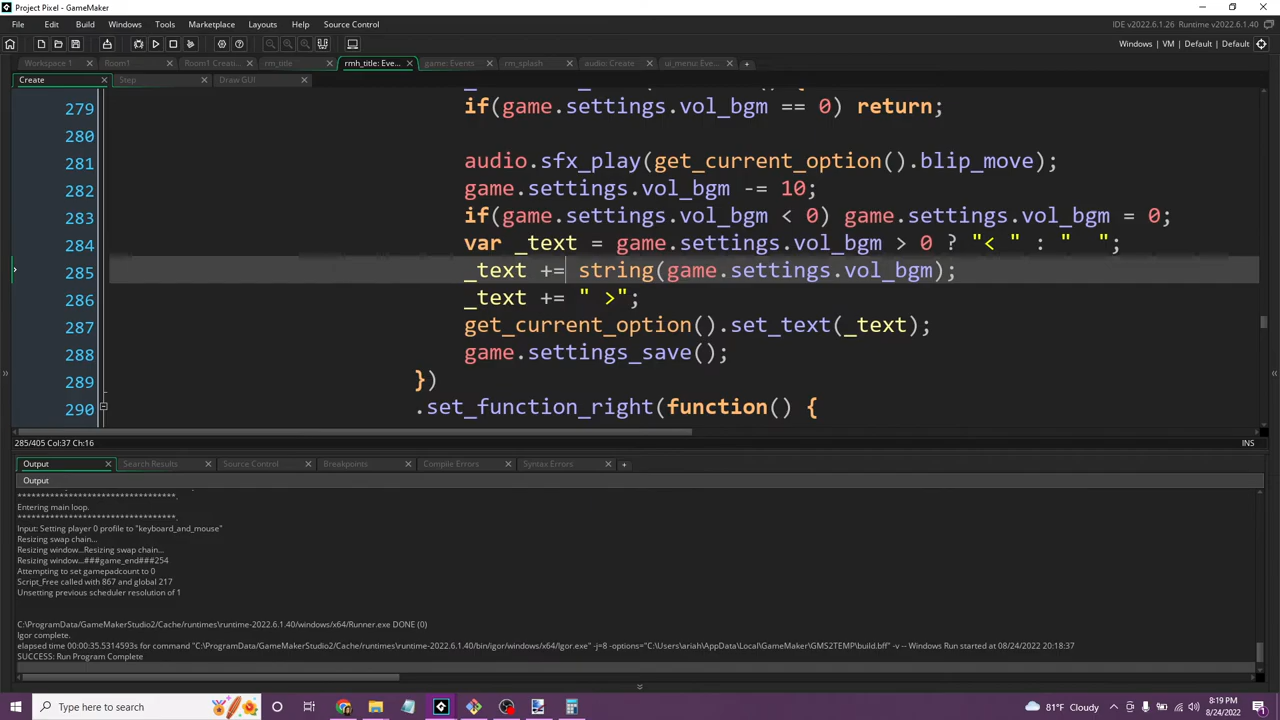 Project Pixel - GameMaker
File Edit Build Windows Tools Marketplace Layouts Help Source Control
IDE v2022.6.1.26 Runtime v2022.6.1.40
Windows | VM | Default | Default
Workspace 1 Room1 Room1 Creati... rm_title rmh_title: Eve... game: Events rm_splash audio: Create ui_menu: Eve...
Create Step Draw GUI
279 if(game.settings.vol_bgm == 0) return;
280
281 audio.sfx_play(get_current_option().blip_move);
282 game.settings.vol_bgm -= 10;
283 if(game.settings.vol_bgm < 0) game.settings.vol_bgm = 0;
284 var _text = game.settings.vol_bgm > 0 ? "< " : "  ";
285 _text += string(game.settings.vol_bgm);
286 _text += " >";
287 get_current_option().set_text(_text);
288 game.settings_save();
289 })
290 .set_function_right(function() {
285/405 Col:37 Ch:16 INS
Output Search Results Source Control Breakpoints Compile Errors Syntax Errors
Output
***********************************.
Entering main loop.
***********************************.
Input: Setting player 0 profile to "keyboard_and_mouse"
Resizing swap chain...
Resizing window...Resizing swap chain...
Resizing window...###game_end###254
Attempting to set gamepadcount to 0
Script_Free called with 867 and global 217
Unsetting previous scheduler resolution of 1
C:\ProgramData/GameMakerStudio2/Cache/runtimes\runtime-2022.6.1.40/windows/x64/Runner.exe DONE (0)
Igor complete.
elapsed time 00:00:35.5314593s for command "C:\ProgramData/GameMakerStudio2/Cache/runtimes\runtime-2022.6.1.40/bin/igor/windows/x64/Igor.exe" -j=8 -options="C:\Users\ariah\AppData\Local\GameMaker\GMS2TEMP\build.bff" -v -- Windows Run started at 08/24/2022 20:18:37
SUCCESS: Run Program Complete
Type here to search
81°F Cloudy
8:19 PM
8/24/2022